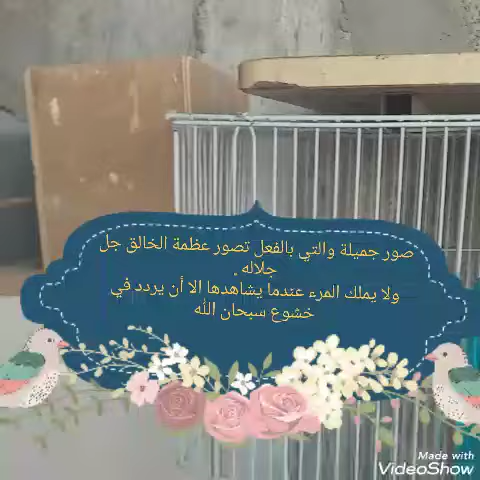 صور جميلة والتي بالفعل تصور عظمة الخالق جل
جلاله .
ولا يملك المرء عندما يشاهدها الا أن يردد في
خشوع سبحان الله
Made with
VideoShow